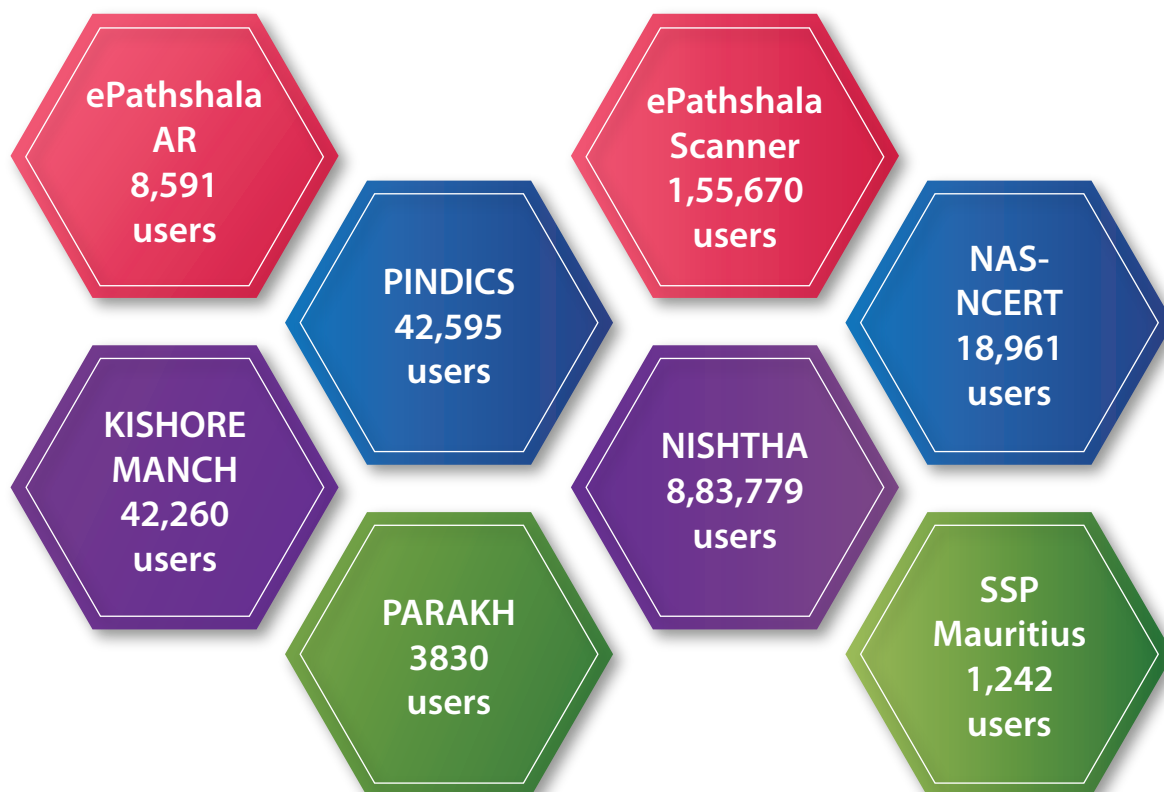 ePathshala
AR
8,591
users
ePathshala
Scanner
1,55,670
users
PINDICS
42,595
users
NAS-
NCERT
18,961
users
KISHORE
MANCH
42,260
users
NISHTHA
8,83,779
users
PARAKH
3830
users
SSP
Mauritius
1,242
users